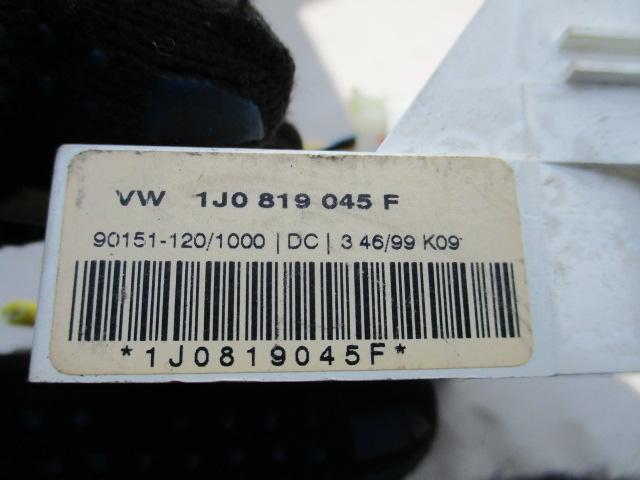 VW 1J0 819 045 F
90151-120/1000 | DC | 3 46/99 K09
*1J0819045F*